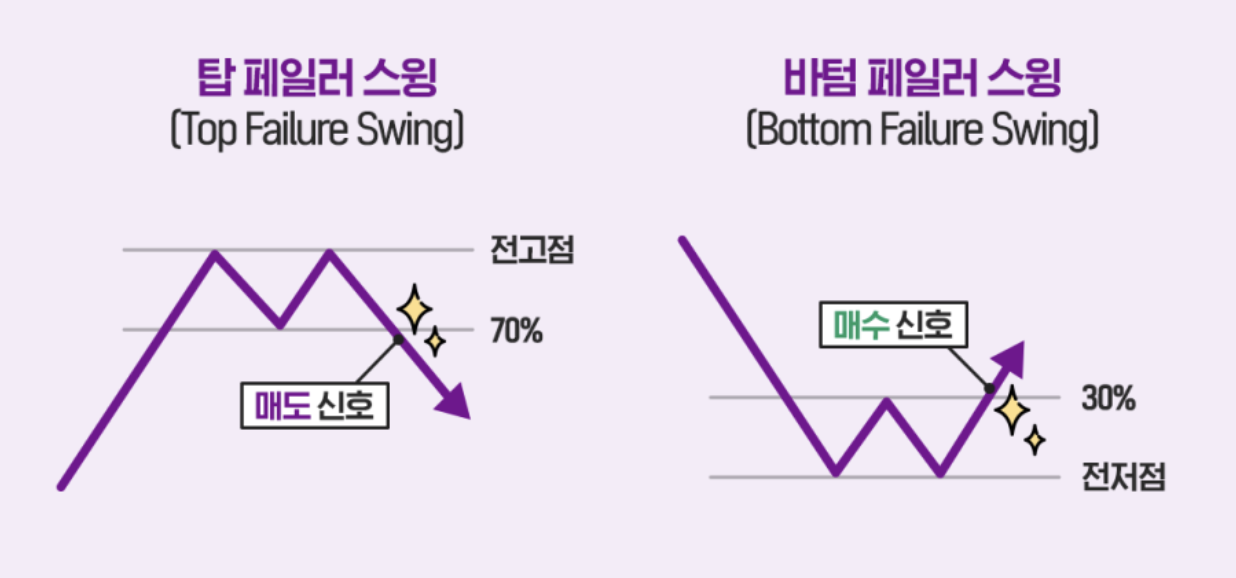 탑 페일러 스윙
(Top Failure Swing)
전고점
70%
매도 신호
바텀 페일러 스윙
(Bottom Failure Swing)
매수 신호
30%
전저점